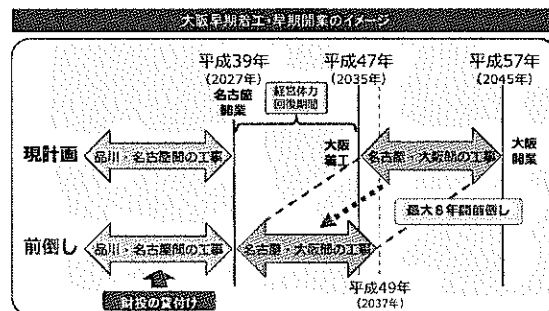 大阪早期着工・早期開業のイメージ
平成39年
(2027年)
平成47年
(2035年)
平成57年
(2045年)
名古屋
開業
経営体力
回復期間
現計画
品川・名古屋間の工事
大阪
着工
名古屋・大阪間の工事
大阪
開業
最大8年間前倒し
前倒し
品川・名古屋間の工事
名古屋・大阪間の工事
財投の貸付け
平成49年
(2037年)